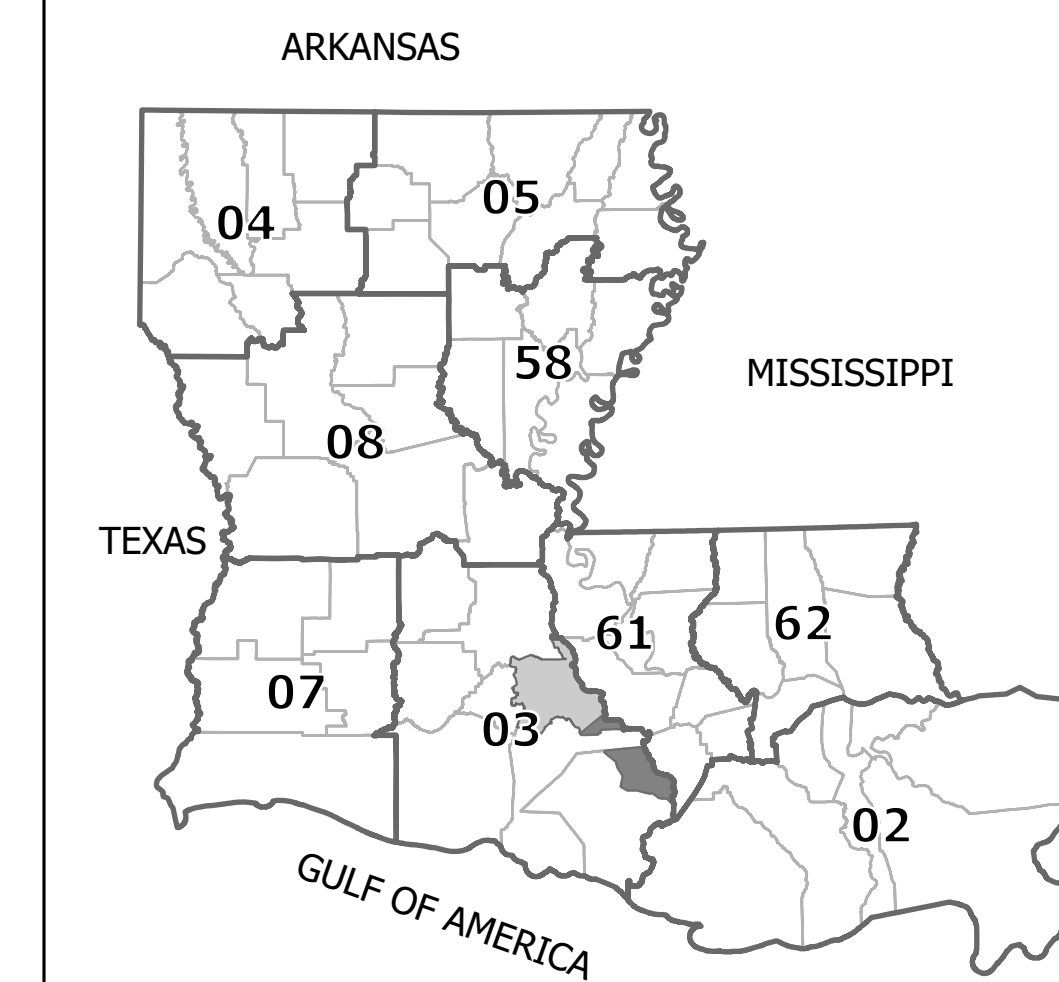 ARKANSAS
04
05
58
MISSISSIPPI
08
TEXAS
61
62
07
03
02
GULF OF AMERICA